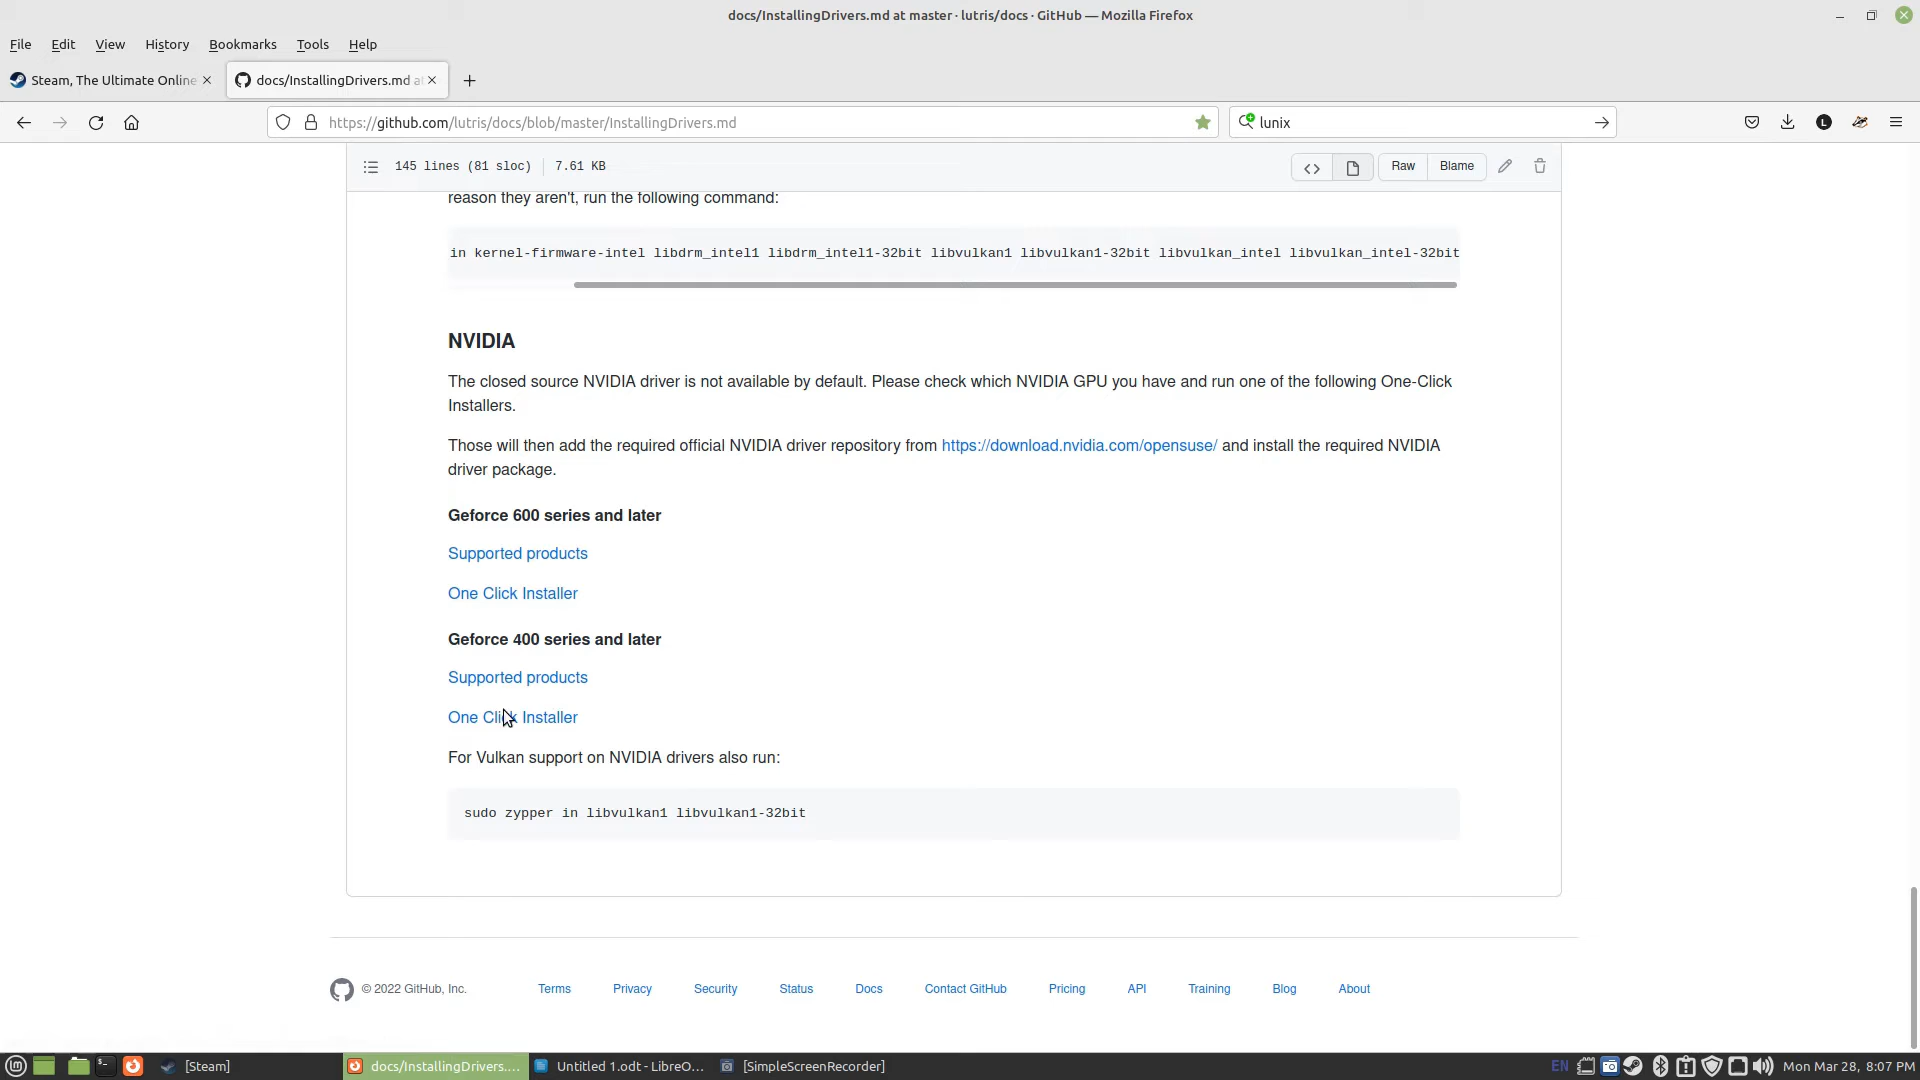 docs/InstallingDrivers.md at master · lutris/docs · GitHub — Mozilla Firefox
File Edit View History Bookmarks Tools Help
Steam, The Ultimate Online
docs/InstallingDrivers.md a
https://github.com/lutris/docs/blob/master/InstallingDrivers.md
lunix
145 lines (81 sloc) 7.61 KB
Raw Blame
reason they aren't, run the following command:
in kernel-firmware-intel libdrm_intel1 libdrm_intel1-32bit libvulkan1 libvulkan1-32bit libvulkan_intel libvulkan_intel-32bit
NVIDIA
The closed source NVIDIA driver is not available by default. Please check which NVIDIA GPU you have and run one of the following One-Click
Installers.
Those will then add the required official NVIDIA driver repository from https://download.nvidia.com/opensuse/ and install the required NVIDIA
driver package.
Geforce 600 series and later
Supported products
One Click Installer
Geforce 400 series and later
Supported products
One Click Installer
For Vulkan support on NVIDIA drivers also run:
sudo zypper in libvulkan1 libvulkan1-32bit
© 2022 GitHub, Inc. Terms Privacy Security Status Docs Contact GitHub Pricing API Training Blog About
[Steam] docs/InstallingDrivers.... Untitled 1.odt - LibreO... [SimpleScreenRecorder] EN Mon Mar 28, 8:07 PM